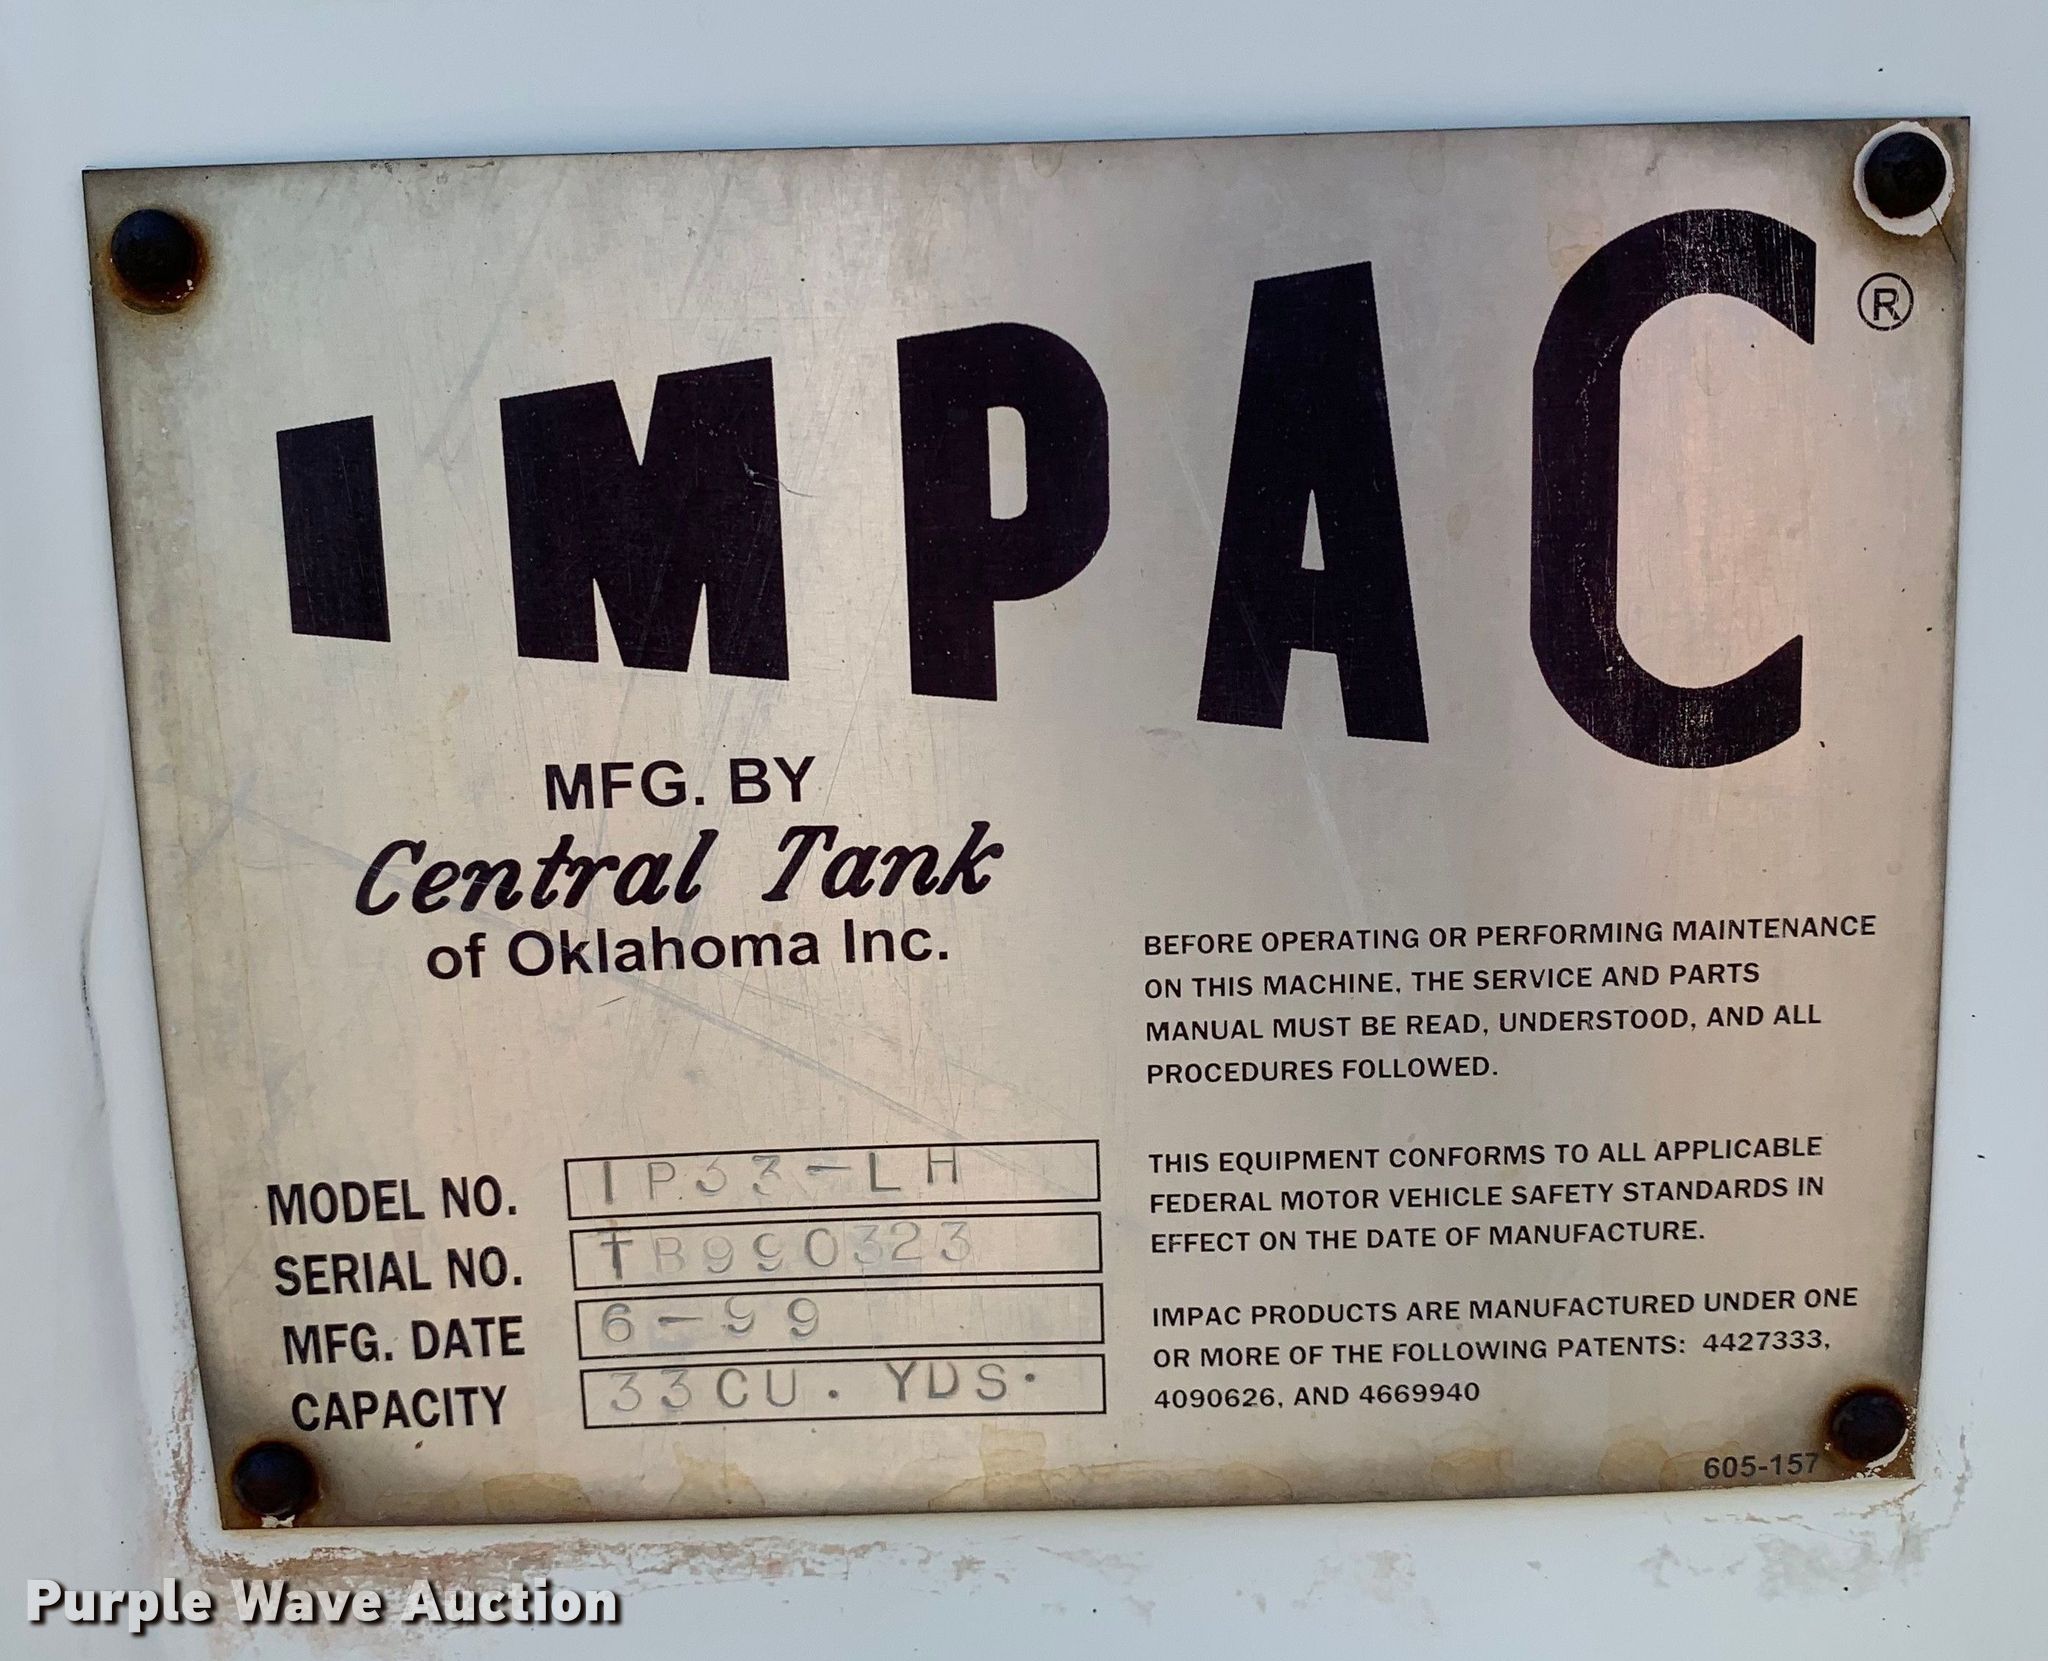 IMPAC®
MFG. BY
Central Tank
of Oklahoma Inc.
MODEL NO. IP33-LH
SERIAL NO. TB990323
MFG. DATE 6-99
CAPACITY 33CU. YDS.
BEFORE OPERATING OR PERFORMING MAINTENANCE
ON THIS MACHINE, THE SERVICE AND PARTS
MANUAL MUST BE READ, UNDERSTOOD, AND ALL
PROCEDURES FOLLOWED.
THIS EQUIPMENT CONFORMS TO ALL APPLICABLE
FEDERAL MOTOR VEHICLE SAFETY STANDARDS IN
EFFECT ON THE DATE OF MANUFACTURE.
IMPAC PRODUCTS ARE MANUFACTURED UNDER ONE
OR MORE OF THE FOLLOWING PATENTS: 4427333,
4090626, AND 4669940
605-157
Purple Wave Auction